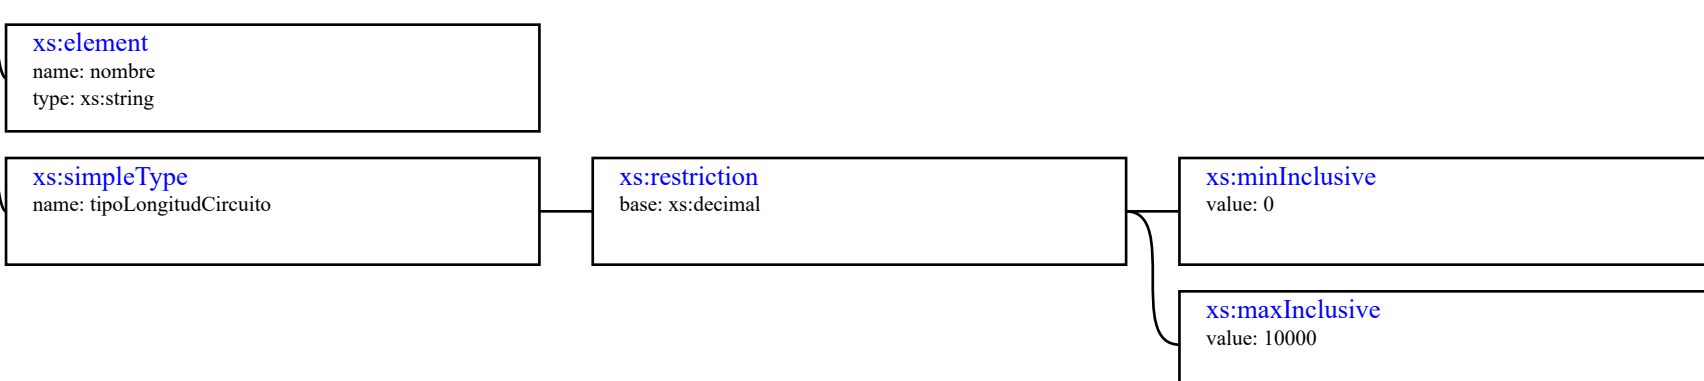 xs:element
name: nombre
type: xs:string
xs:simpleType
name: tipoLongitudCircuito
xs:restriction
base: xs:decimal
xs:minInclusive
value: 0
xs:maxInclusive
value: 10000